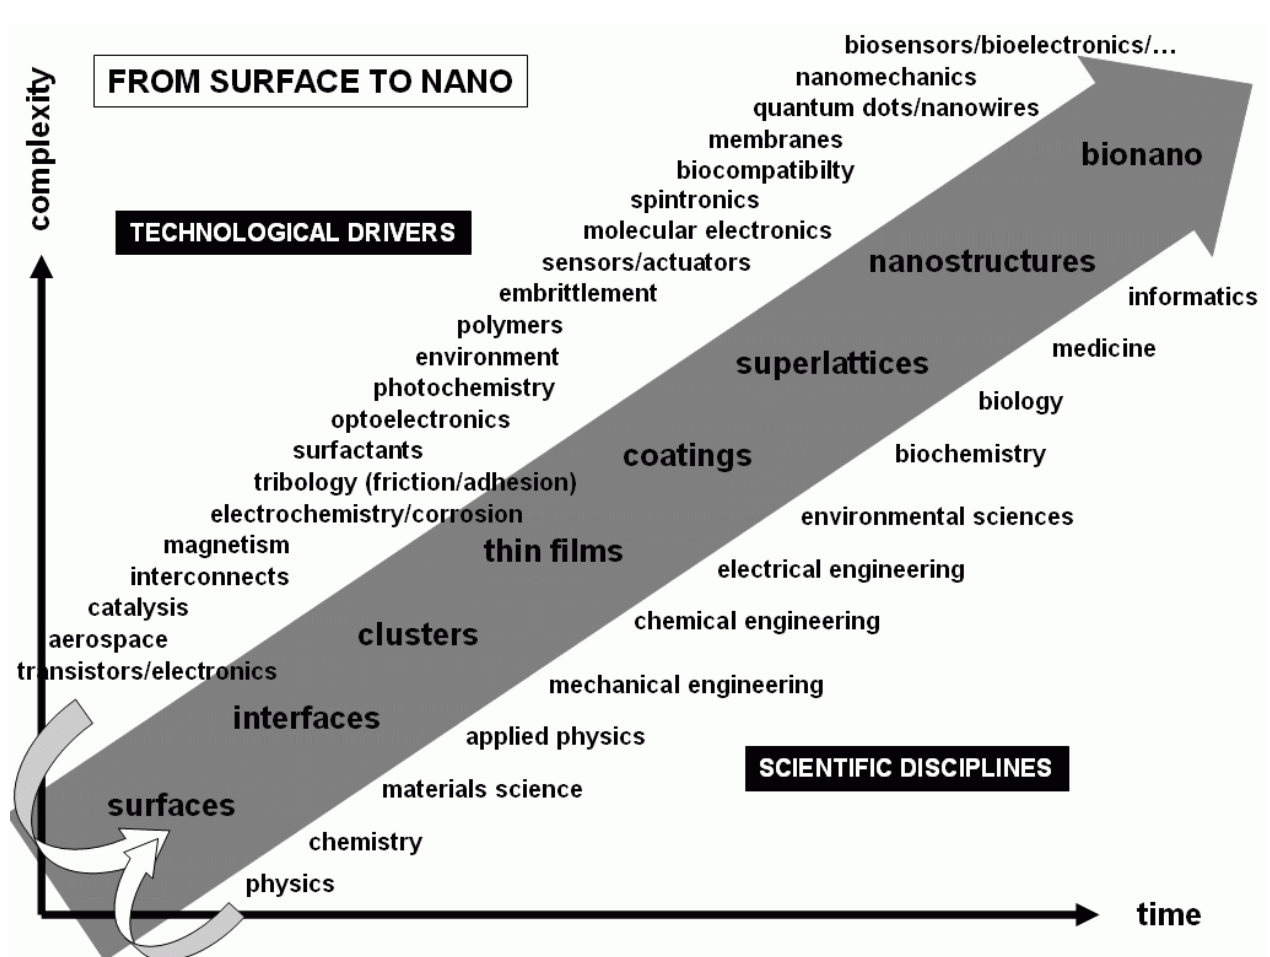 biosensors/bioelectronics/...
complexity
FROM SURFACE TO NANO
nanomechanics
quantum dots/nanowires
membranes
bionano
biocompatibilty
spintronics
TECHNOLOGICAL DRIVERS
molecular electronics
sensors/actuators
nanostructures
embrittlement
informatics
polymers
medicine
environment
superlattices
photochemistry
biology
optoelectronics
surfactants
coatings
biochemistry
tribology (friction/adhesion)
electrochemistry/corrosion
environmental sciences
magnetism
thin films
interconnects
electrical engineering
catalysis
chemical engineering
aerospace
clusters
transistors/electronics
mechanical engineering
interfaces
applied physics
SCIENTIFIC DISCIPLINES
materials science
surfaces
chemistry
physics
time